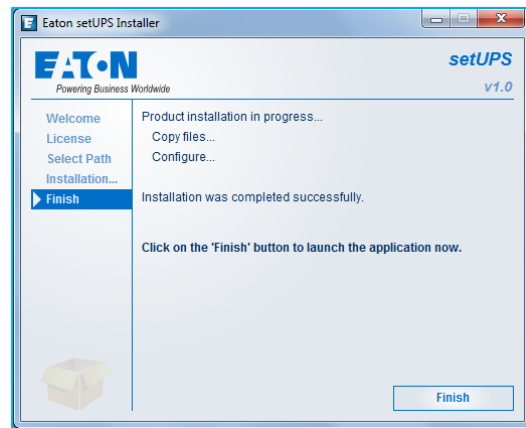 Eaton setUPS Installer
EATON
Powering Business Worldwide
setUPS
v1.0
Welcome
License
Select Path
Installation...
Finish
Product installation in progress...
Copy files...
Configure...
Installation was completed successfully.
Click on the 'Finish' button to launch the application now.
Finish